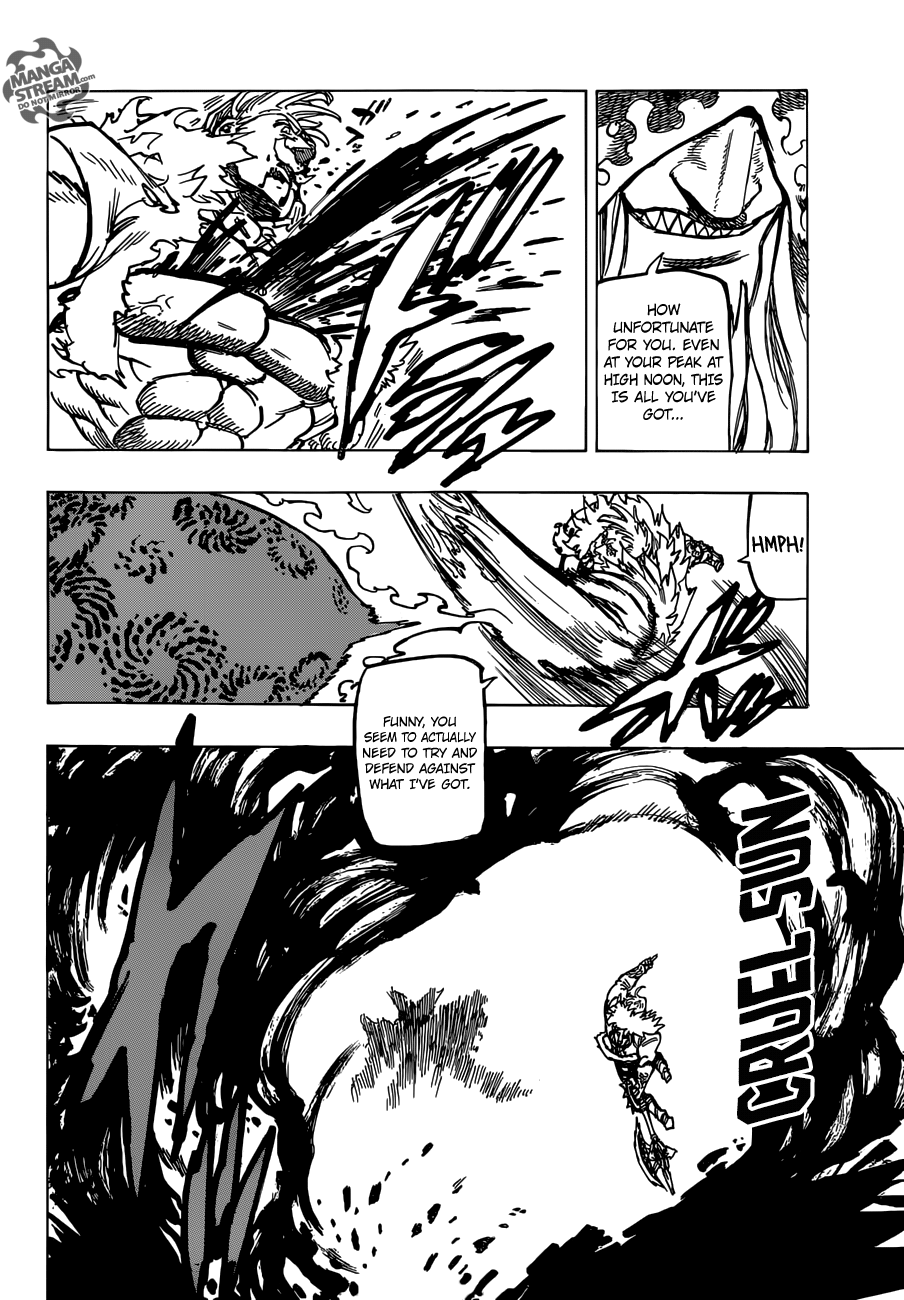 MANGA
STREAM.com
DO NOT MIRROR
HOW
UNFORTUNATE
FOR YOU. EVEN
AT YOUR PEAK AT
HIGH NOON, THIS
IS ALL YOU'VE
GOT...
HMPH!
FUNNY, YOU
SEEM TO ACTUALLY
NEED TO TRY AND
DEFEND AGAINST
WHAT I'VE GOT.
CRUEL SUN